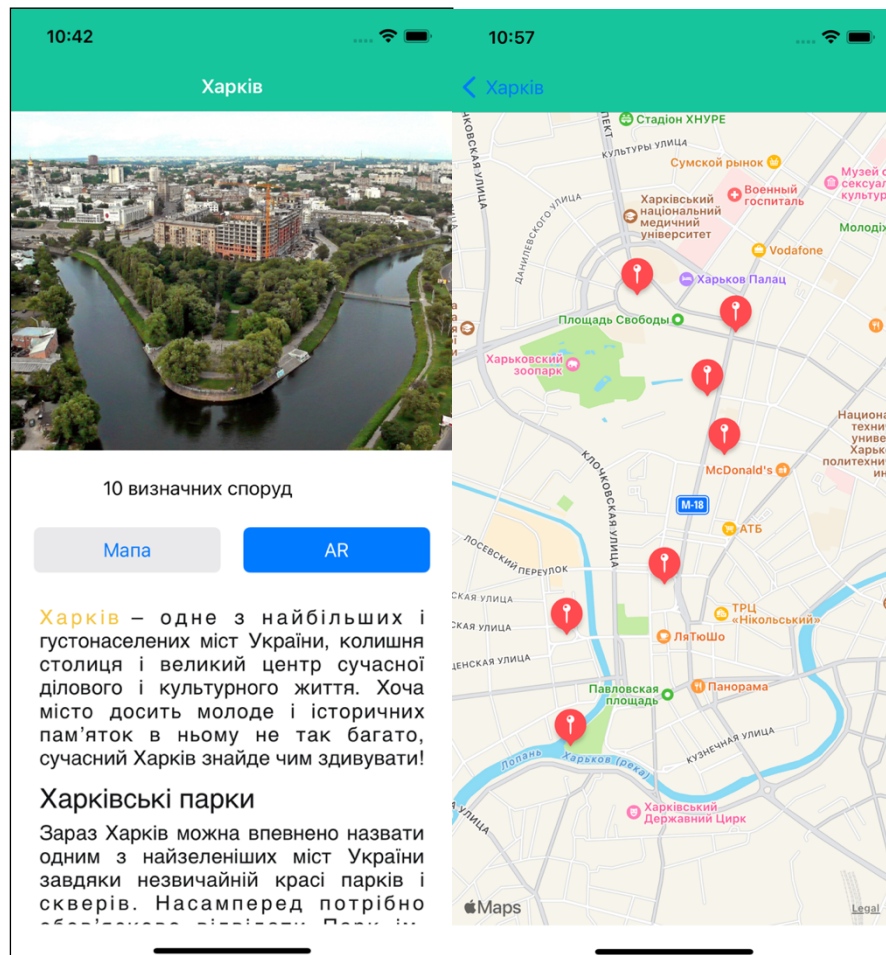 10:42
Харків
10 визначних споруд
Мапа
AR
Харків – одне з найбільших і
густонаселених міст України, колишня
столиця і великий центр сучасної
ділового і культурного життя. Хоча
місто досить молоде і історичних
пам’яток в ньому не так багато,
сучасний Харків знайде чим здивувати!
Харківські парки
Зараз Харків можна впевнено назвати
одним з найзеленіших міст України
завдяки незвичайній красі парків і
скверів. Насамперед потрібно
10:57
Харків
Стадіон ХНУРЕ
КУЛЬТУРЫ УЛИЦА
Сумской рынок
Военный
госпиталь
Харківський
національний
медичний
університет
ДАНИЛЕВСКОГО УЛИЦА
Vodafone
Харьков Палац
Площадь Свободы
Харьковский
зоопарк
McDonald's
КЛОЧКОВСКАЯ УЛИЦА
M-18
АТБ
ЛОСЕВСКИЙ ПЕРЕУЛОК
ТРЦ
«Нікольський»
ЛяТюШо
Панорама
Павловская
площадь
КУЗНЕЧНАЯ УЛИЦА
Лопань
Харьков (река)
Харківський
Державний Цирк
Maps
Legal